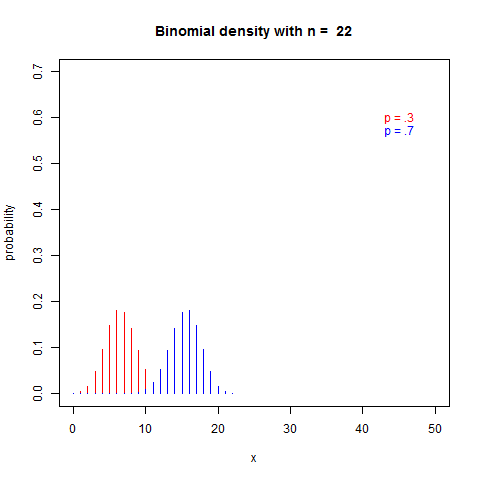 Binomial density with n =  22
0.7
0.6
0.5
0.4
0.3
0.2
0.1
0.0
probability
p = .3
p = .7
0 10 20 30 40 50
x